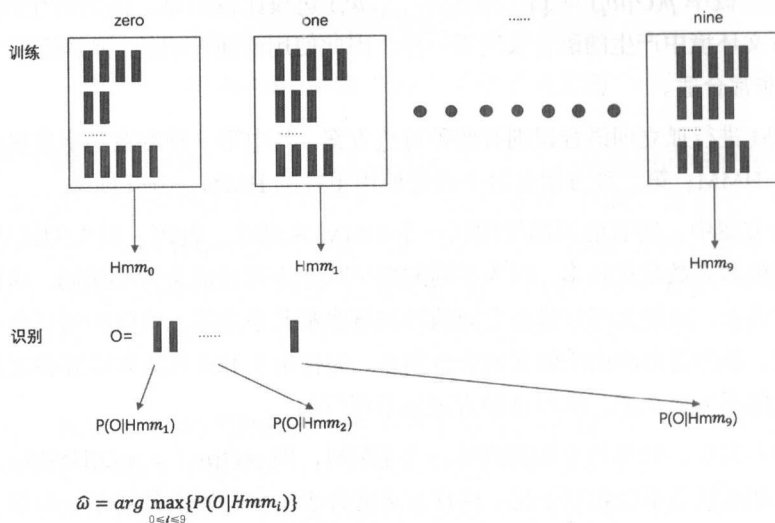 zero one ...... nine
训练
......
......
......
Hmm₀ Hmm₁ Hmm₉
识别 O= ......
P(O|Hmm₁) P(O|Hmm₂) P(O|Hmm₉)
ω̂ = arg max{P(O|Hmmᵢ)}
0≤i≤9